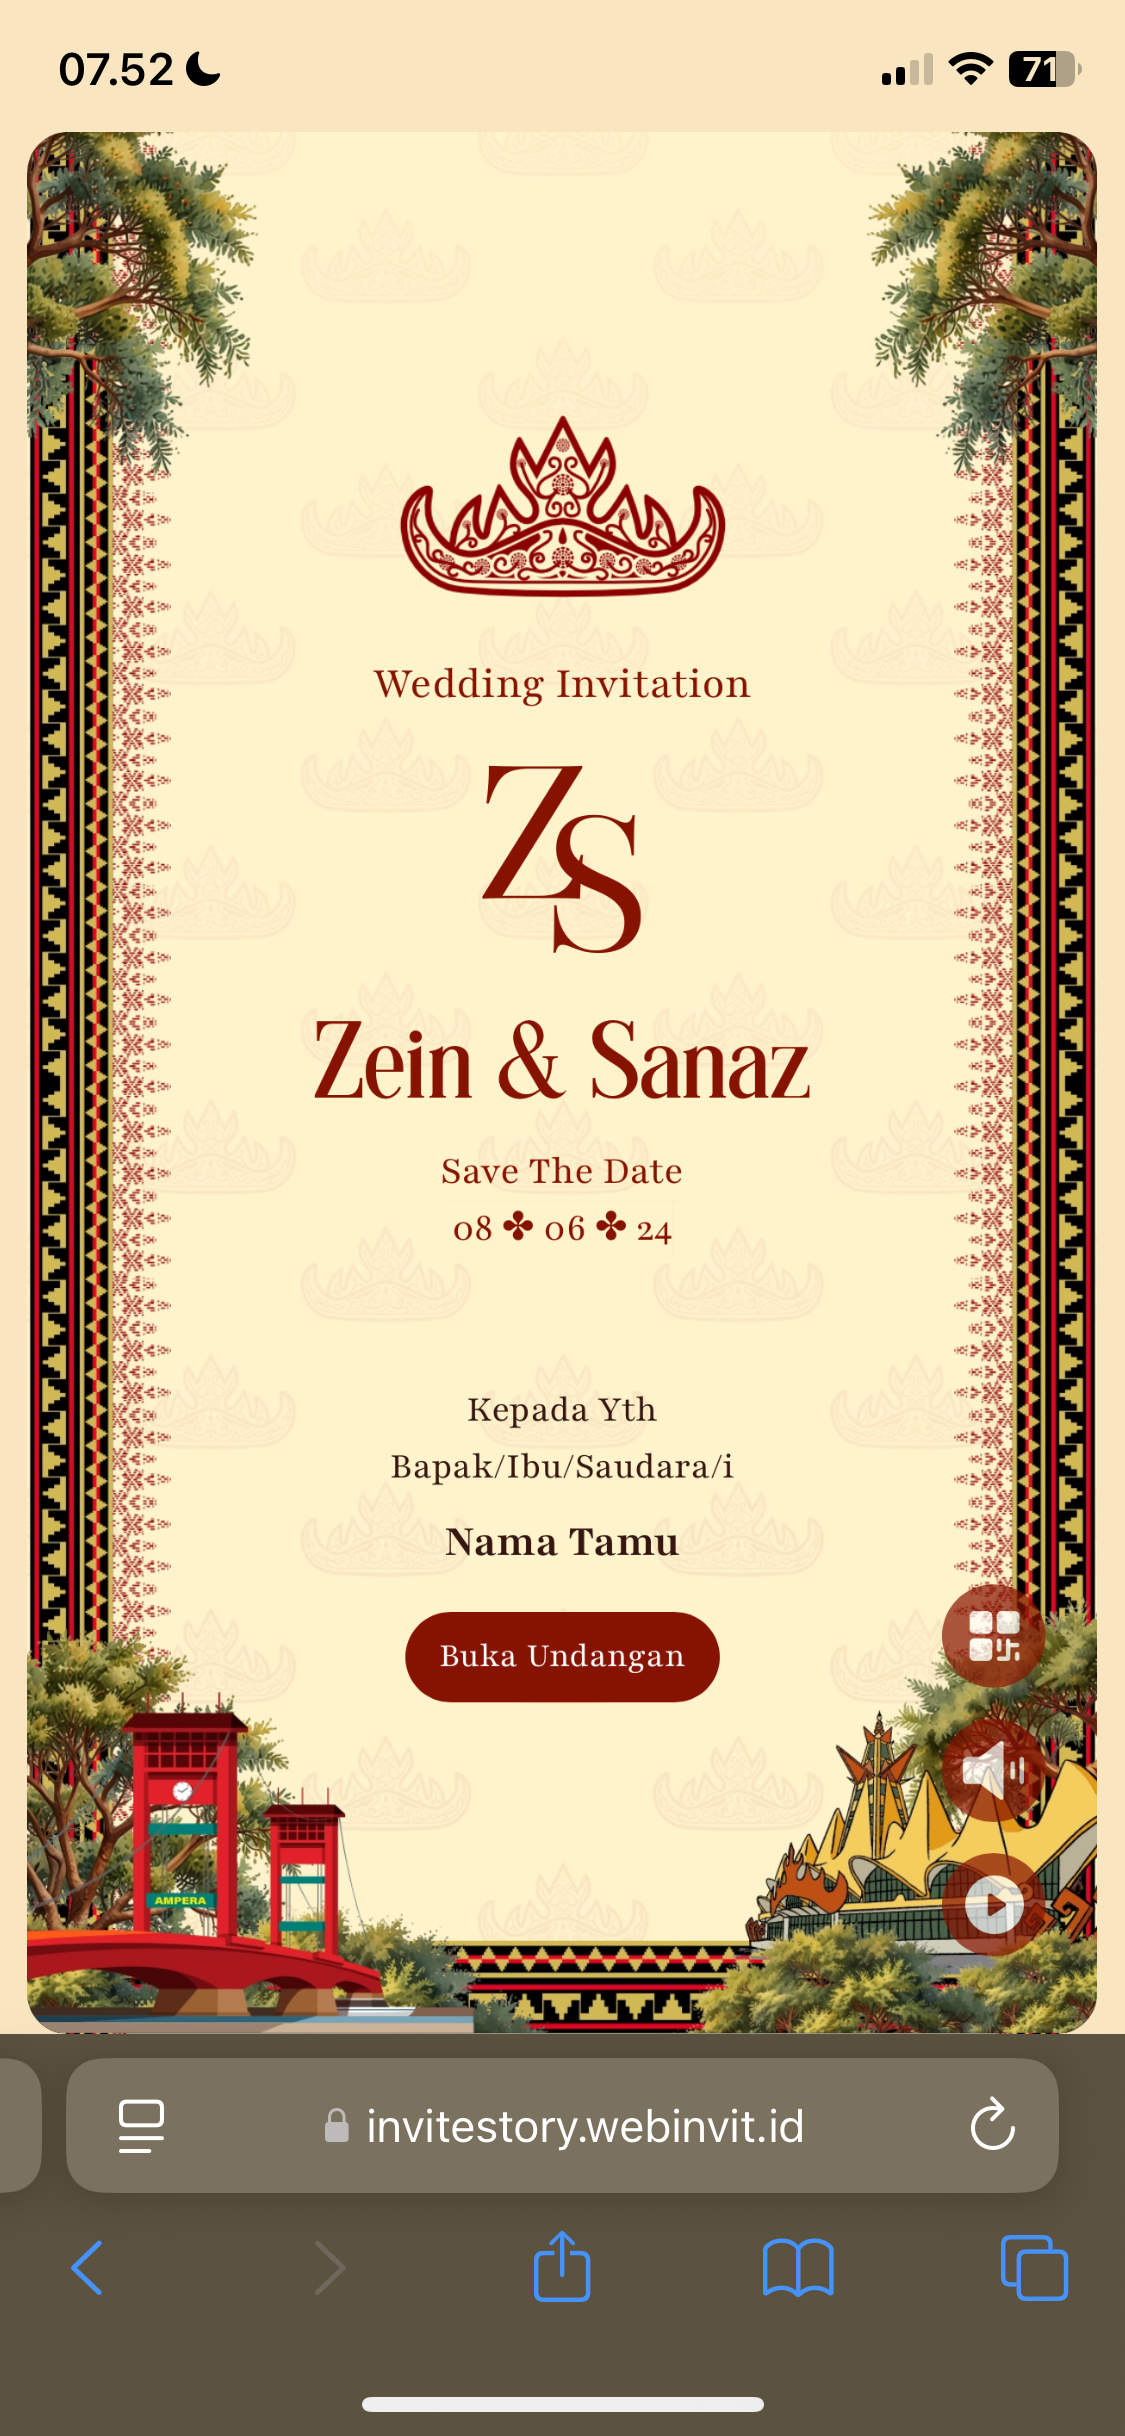 07.52
71
Wedding Invitation
ZS
Zein & Sanaz
Save The Date
08 ✤ 06 ✤ 24
Kepada Yth
Bapak/Ibu/Saudara/i
Nama Tamu
Buka Undangan
AMPERA
invitestory.webinvit.id